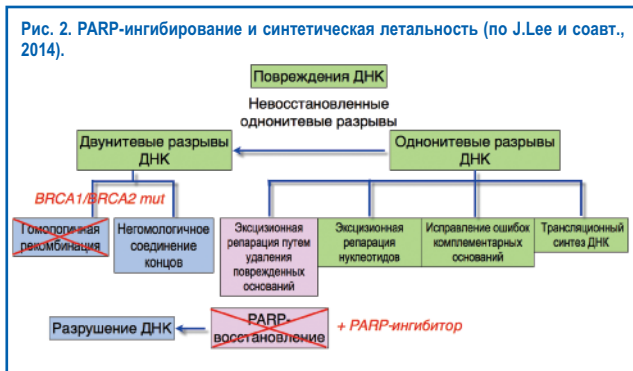 Рис. 2. PARP-ингибирование и синтетическая летальность (по J.Lee и соавт.,
2014).
Повреждения ДНК
Невосстановленные
однонитевые разрывы
Двунитевые разрывы
ДНК
Однонитевые разрывы
ДНК
BRCA1/BRCA2 mut
Гомологичная
рекомбинация
Негомологичное
соединение
концов
Эксцизионная
репарация путем
удаления
поврежденных
оснований
Эксцизионная
репарация
нуклеотидов
Исправление ошибок
комплементарных
оснований
Трансляционный
синтез ДНК
Разрушение ДНК
PARP-
восстановление
+ PARP-ингибитор